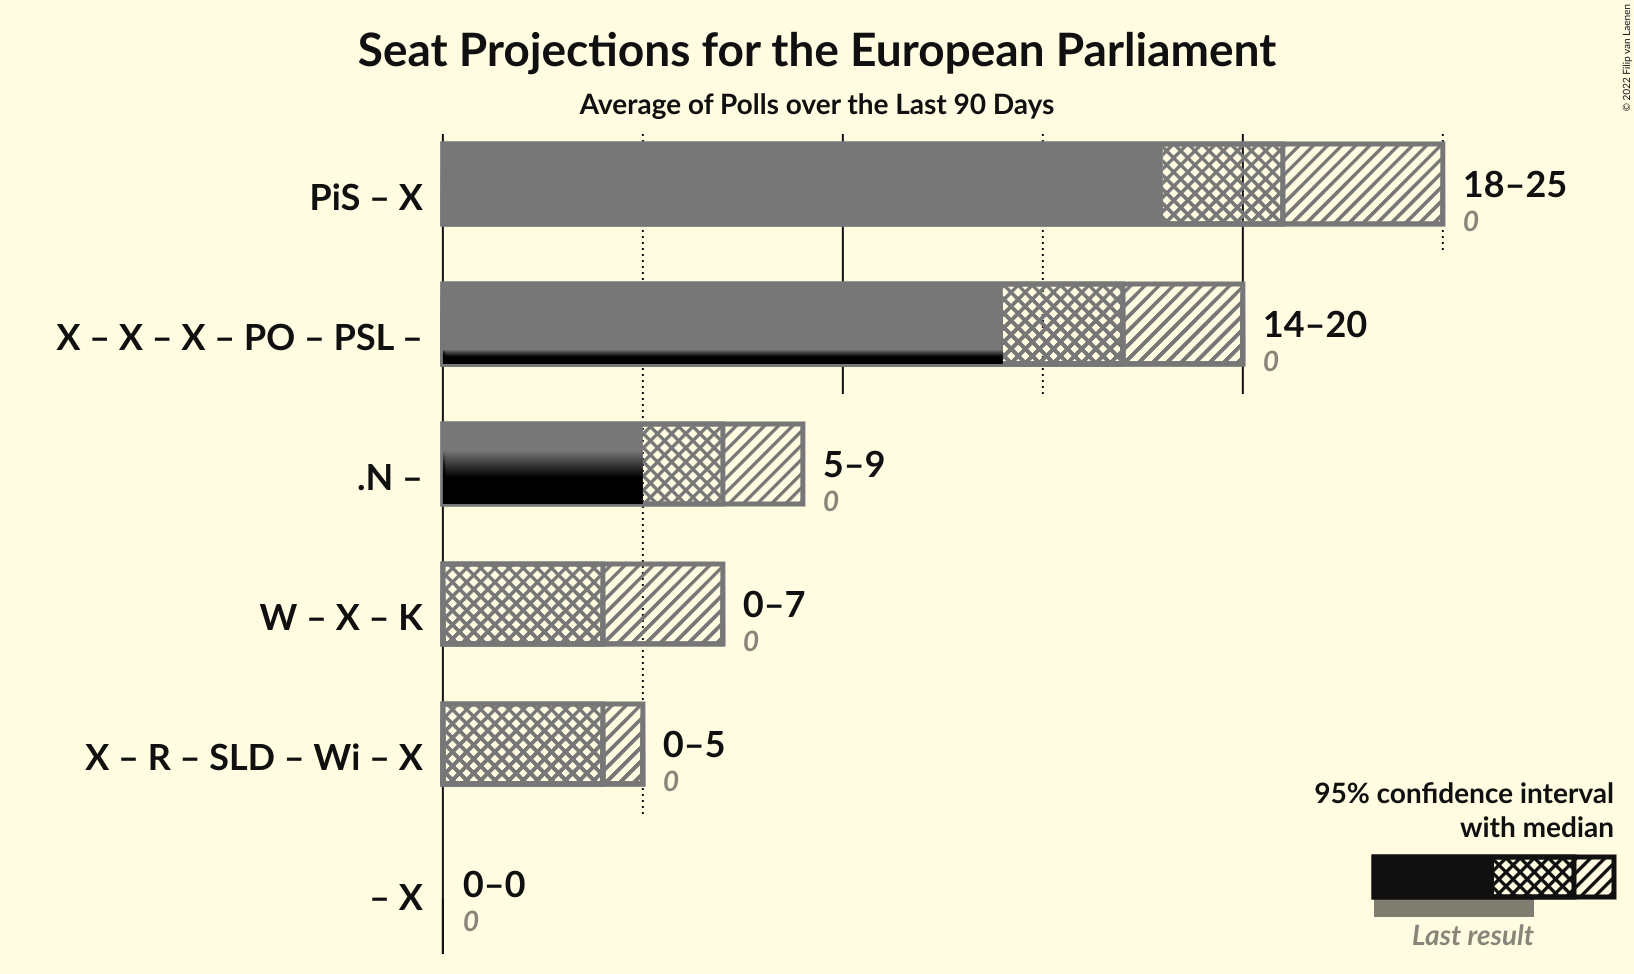 Seat Projections for the European Parliament
Average of Polls over the Last 90 Days
© 2022 Filip van Laenen
PiS – X
18–25
0
X – X – X – PO – PSL –
14–20
0
.N –
5–9
0
W – X – K
0–7
0
X – R – SLD – Wi – X
0–5
0
– X
0–0
0
95% confidence interval
with median
Last result